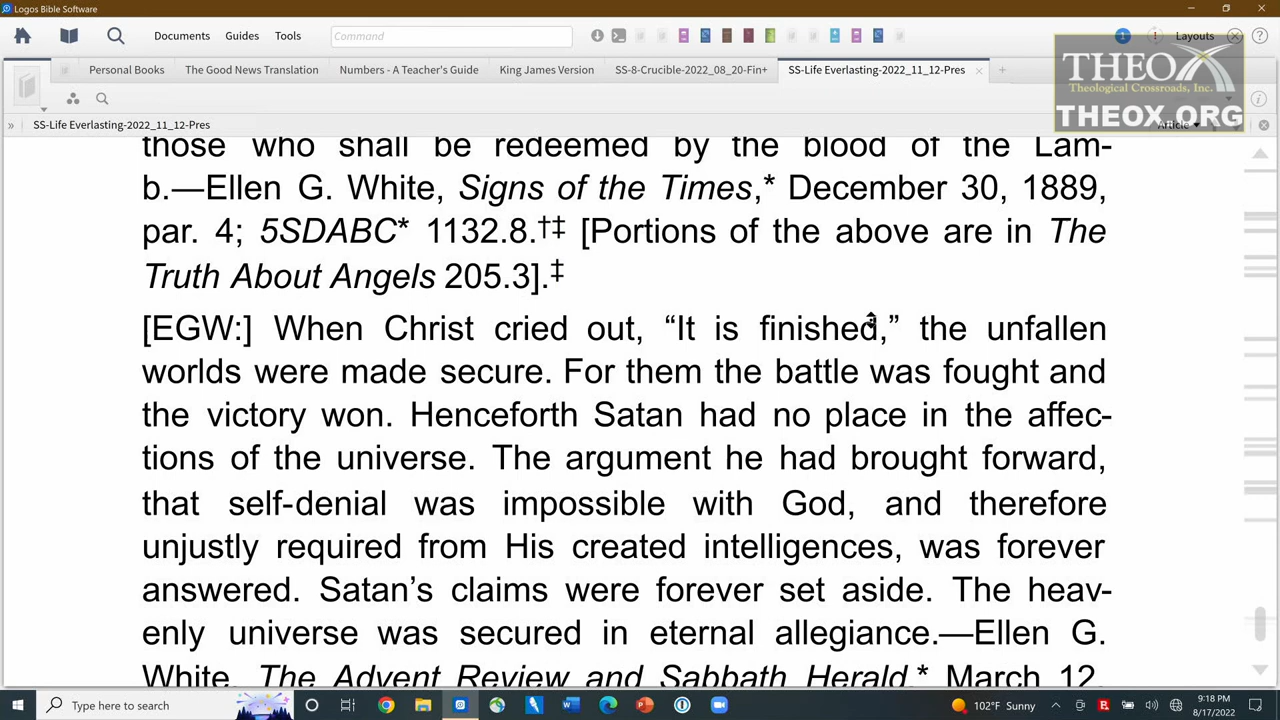 Logos Bible Software
Documents Guides Tools Command Layouts
1
THEOX
Theological Crossroads, Inc.
THEOX.ORG
Personal Books The Good News Translation Numbers - A Teacher's Guide King James Version SS-8-Crucible-2022_08_20-Fin+ SS-Life Everlasting-2022_11_12-Pres
SS-Life Everlasting-2022_11_12-Pres Article
those who shall be redeemed by the blood of the Lam-
b.—Ellen G. White, Signs of the Times,* December 30, 1889,
par. 4; 5SDABC* 1132.8.†‡ [Portions of the above are in The
Truth About Angels 205.3].‡
[EGW:] When Christ cried out, “It is finished,” the unfallen
worlds were made secure. For them the battle was fought and
the victory won. Henceforth Satan had no place in the affec-
tions of the universe. The argument he had brought forward,
that self-denial was impossible with God, and therefore
unjustly required from His created intelligences, was forever
answered. Satan’s claims were forever set aside. The heav-
enly universe was secured in eternal allegiance.—Ellen G.
White, The Advent Review and Sabbath Herald,* March 12,
Type here to search
102°F Sunny
9:18 PM
8/17/2022